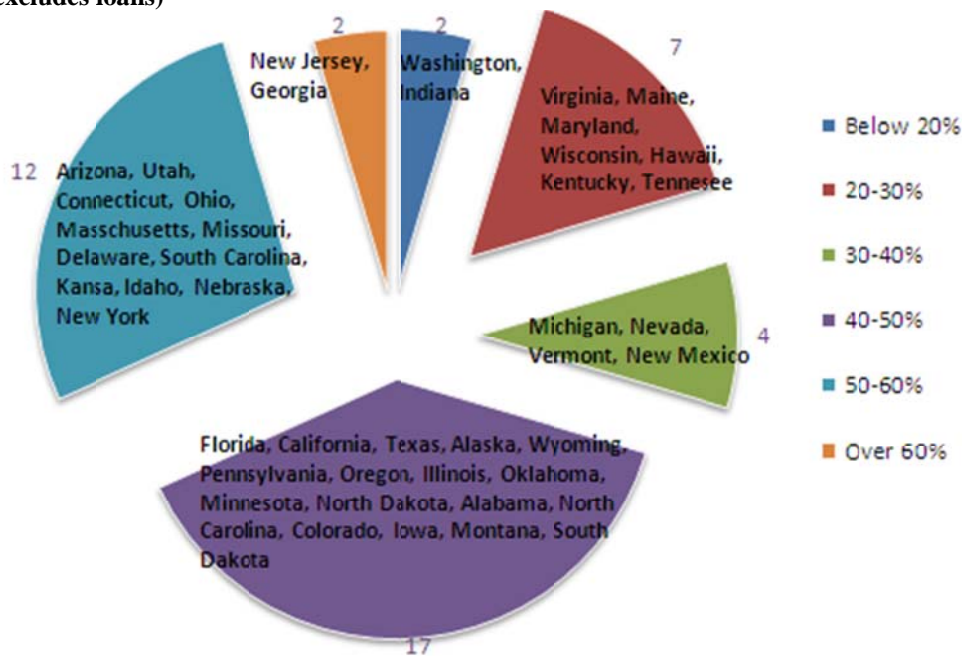 excludes loans)
2
2
7
New Jersey,
Georgia
Washington,
Indiana
Virginia, Maine,
Maryland,
Wisconsin, Hawaii,
Kentucky, Tennesee
12
Arizona, Utah,
Connecticut, Ohio,
Masschusetts, Missouri,
Delaware, South Carolina,
Kansa, Idaho, Nebraska,
New York
Michigan, Nevada,
Vermont, New Mexico
4
Florida, California, Texas, Alaska, Wyoming,
Pennsylvania, Oregon, Illinois, Oklahoma,
Minnesota, North Dakota, Alabama, North
Carolina, Colorado, Iowa, Montana, South
Dakota
17
Below 20%
20-30%
30-40%
40-50%
50-60%
Over 60%